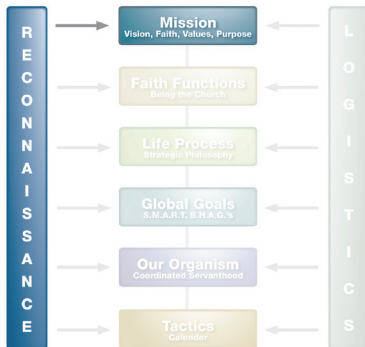 RECONNAISSANCE
Mission
Vision, Faith, Values, Purpose
Faith Functions
Being the Church
Life Process
Strategic Philosophy
Global Goals
S.M.A.R.T. B.H.A.G.'s
Our Organism
Coordinated Servanthood
Tactics
Calender
LOGISTICS